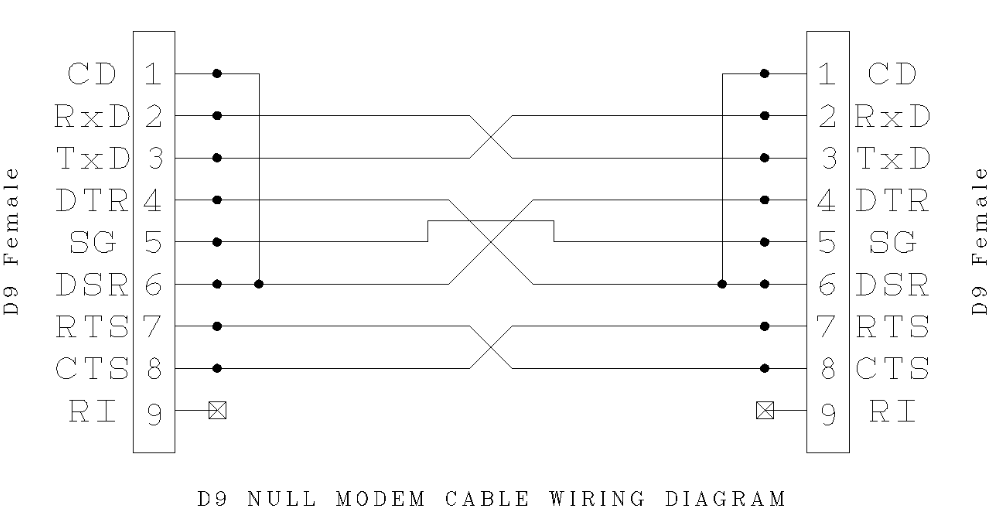 CD 1 1 CD
RxD 2 2 RxD
TxD 3 3 TxD
DTR 4 4 DTR
SG 5 5 SG
DSR 6 6 DSR
RTS 7 7 RTS
CTS 8 8 CTS
RI 9 9 RI
D9 Female
D9 Female
D9 NULL MODEM CABLE WIRING DIAGRAM